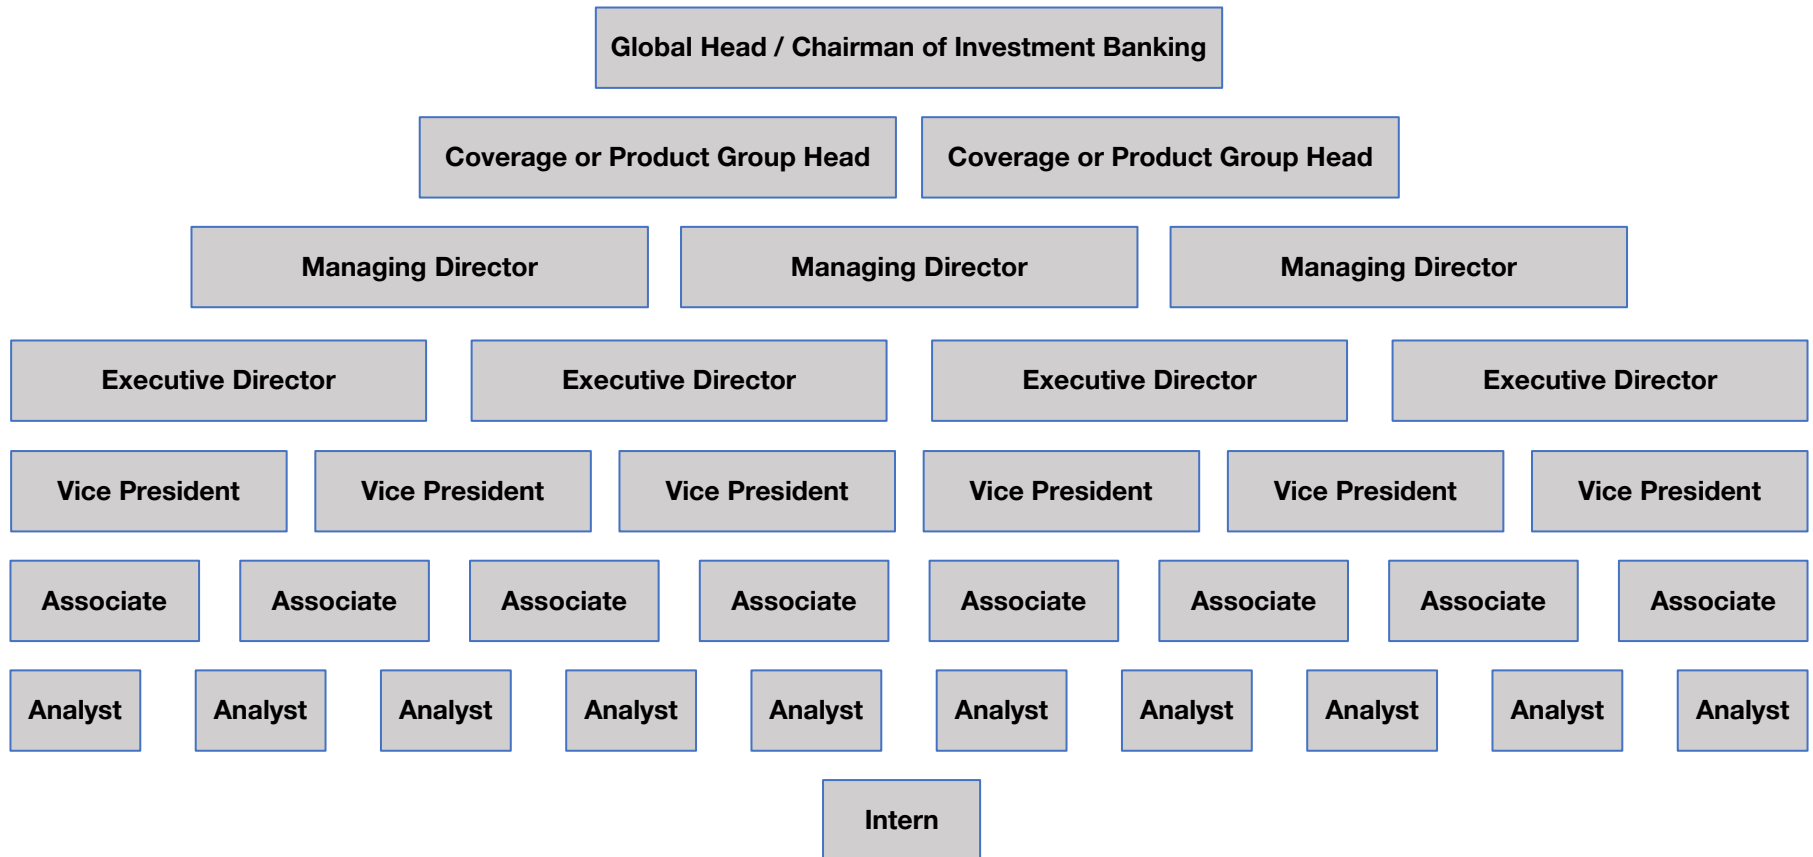 Global Head / Chairman of Investment Banking
Coverage or Product Group Head Coverage or Product Group Head
Managing Director Managing Director Managing Director
Executive Director Executive Director Executive Director Executive Director
Vice President Vice President Vice President Vice President Vice President Vice President
Associate Associate Associate Associate Associate Associate Associate Associate
Analyst Analyst Analyst Analyst Analyst Analyst Analyst Analyst Analyst Analyst
Intern